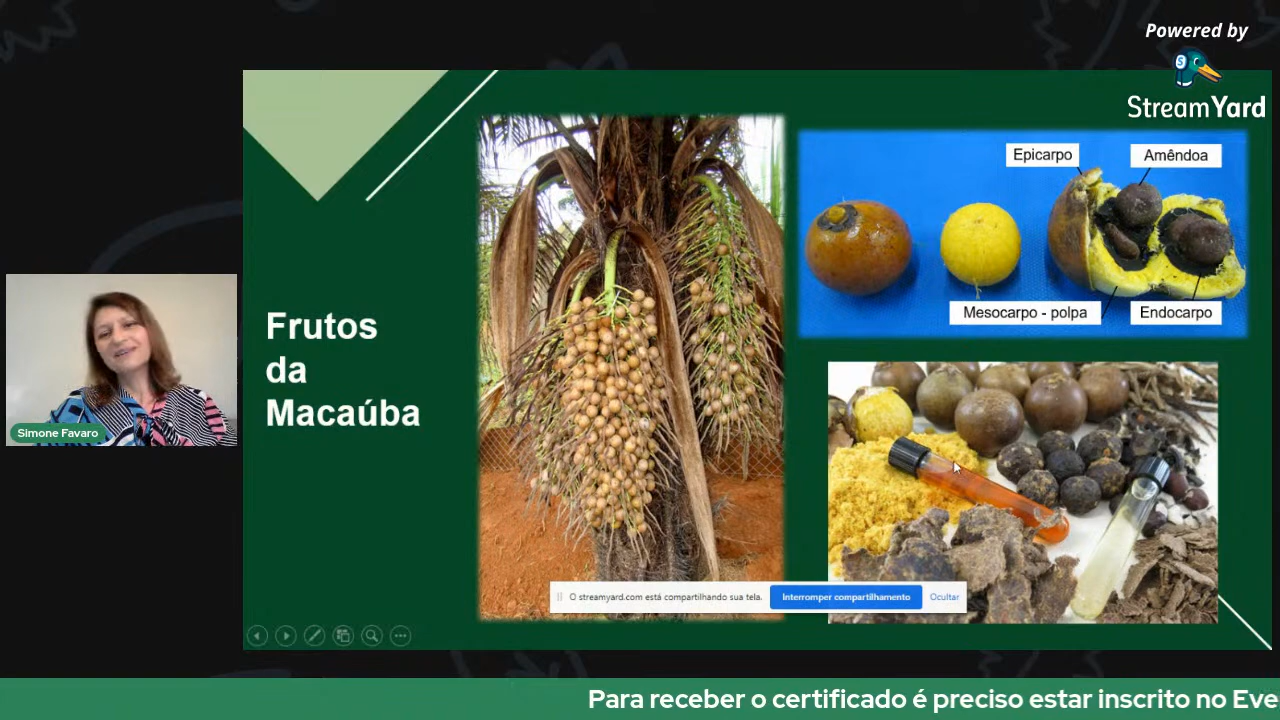 Powered by
StreamYard
Epicarpo
Amêndoa
Mesocarpo - polpa
Endocarpo
Frutos
da
Macaúba
Simone Favaro
O streamyard.com está compartilhando sua tela.
Interromper compartilhamento
Ocultar
Para receber o certificado é preciso estar inscrito no Eve